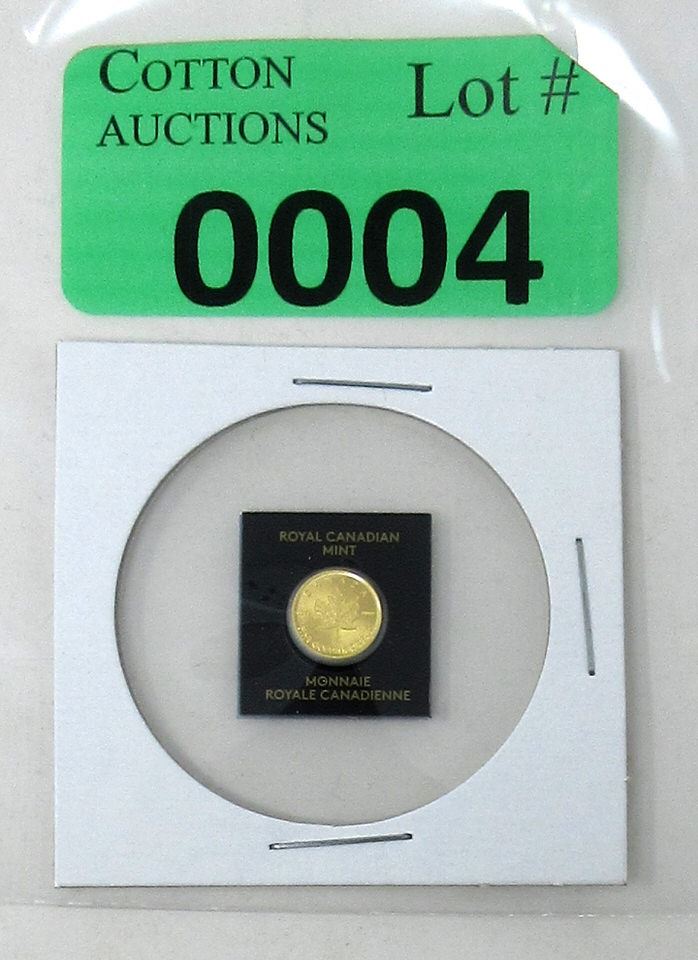 COTTON
AUCTIONS
Lot #
0004
ROYAL CANADIAN
MINT
MONNAIE
ROYALE CANADIENNE